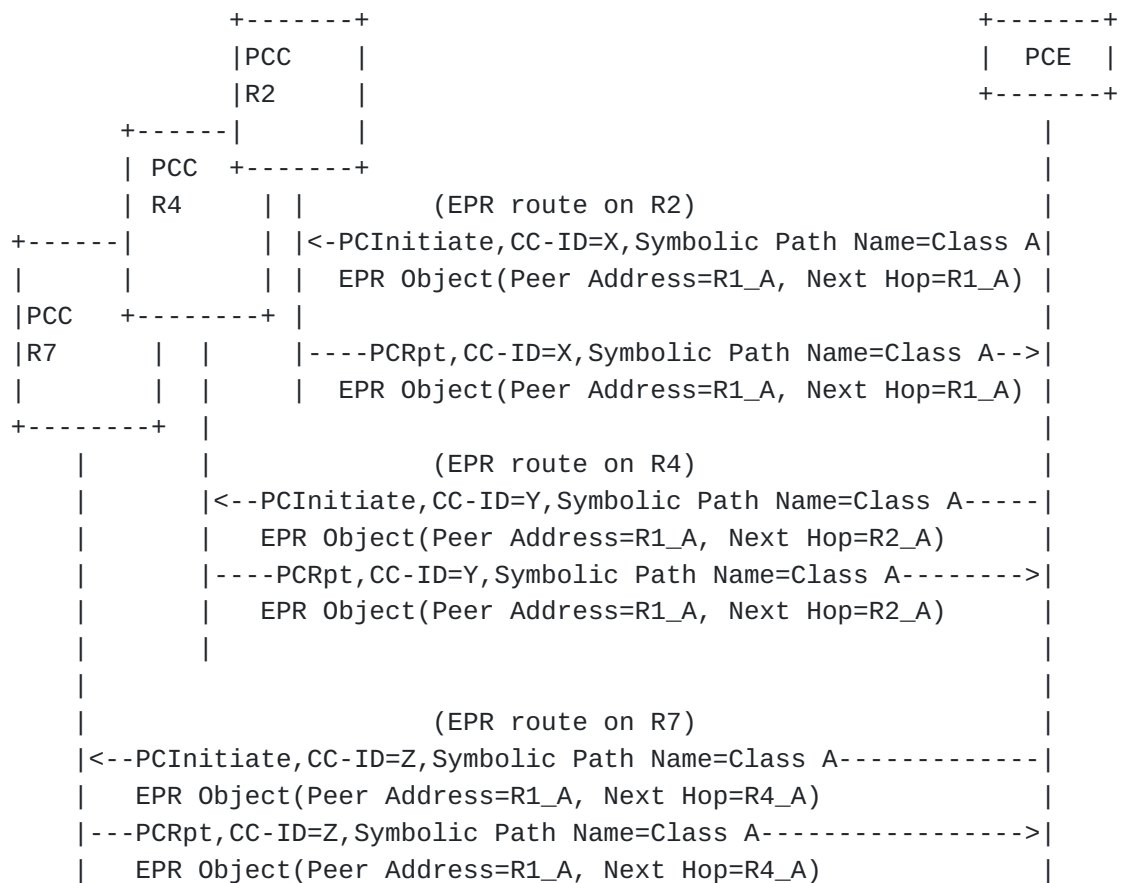 +-------+ +-------+
|PCC | | PCE |
|R2 | +-------+
+------| | |
| PCC +-------+ |
| R4 | | (EPR route on R2) |
+------| | |<-PCInitiate,CC-ID=X,Symbolic Path Name=Class A|
| | | | EPR Object(Peer Address=R1_A, Next Hop=R1_A) |
|PCC +--------+ | |
|R7 | | |----PCRpt,CC-ID=X,Symbolic Path Name=Class A-->|
| | | | EPR Object(Peer Address=R1_A, Next Hop=R1_A) |
+--------+ | |
| | (EPR route on R4) |
| |<--PCInitiate,CC-ID=Y,Symbolic Path Name=Class A-----|
| | EPR Object(Peer Address=R1_A, Next Hop=R2_A) |
| |----PCRpt,CC-ID=Y,Symbolic Path Name=Class A-------->|
| | EPR Object(Peer Address=R1_A, Next Hop=R2_A) |
| | |
| |
| (EPR route on R7) |
|<--PCInitiate,CC-ID=Z,Symbolic Path Name=Class A-------------|
| EPR Object(Peer Address=R1_A, Next Hop=R4_A) |
|---PCRpt,CC-ID=Z,Symbolic Path Name=Class A----------------->|
| EPR Object(Peer Address=R1_A, Next Hop=R4_A) |